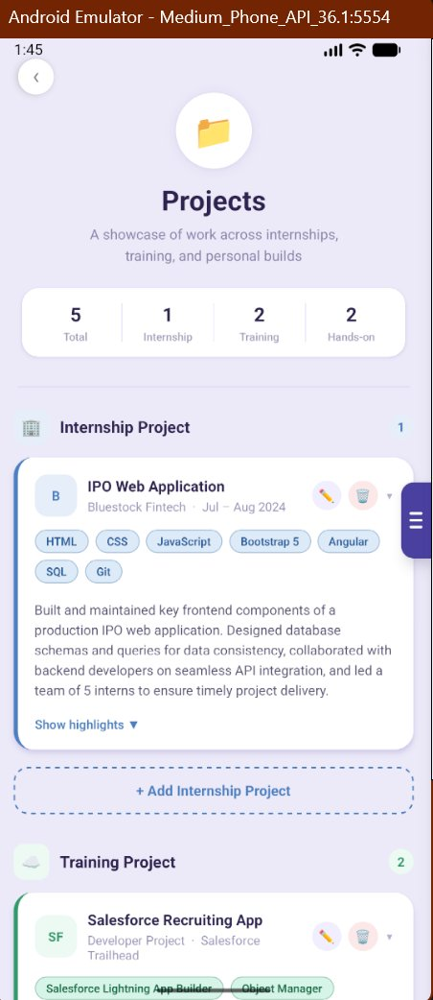 Android Emulator - Medium_Phone_API_36.1:5554
1:45
Projects
A showcase of work across internships,
training, and personal builds
5 1 2 2
Total Internship Training Hands-on
Internship Project 1
B IPO Web Application
Bluestock Fintech · Jul – Aug 2024
HTML CSS JavaScript Bootstrap 5 Angular
SQL Git
Built and maintained key frontend components of a
production IPO web application. Designed database
schemas and queries for data consistency, collaborated with
backend developers on seamless API integration, and led a
team of 5 interns to ensure timely project delivery.
Show highlights ▼
+ Add Internship Project
Training Project 2
SF Salesforce Recruiting App
Developer Project · Salesforce
Trailhead
Salesforce Lightning App Builder Object Manager